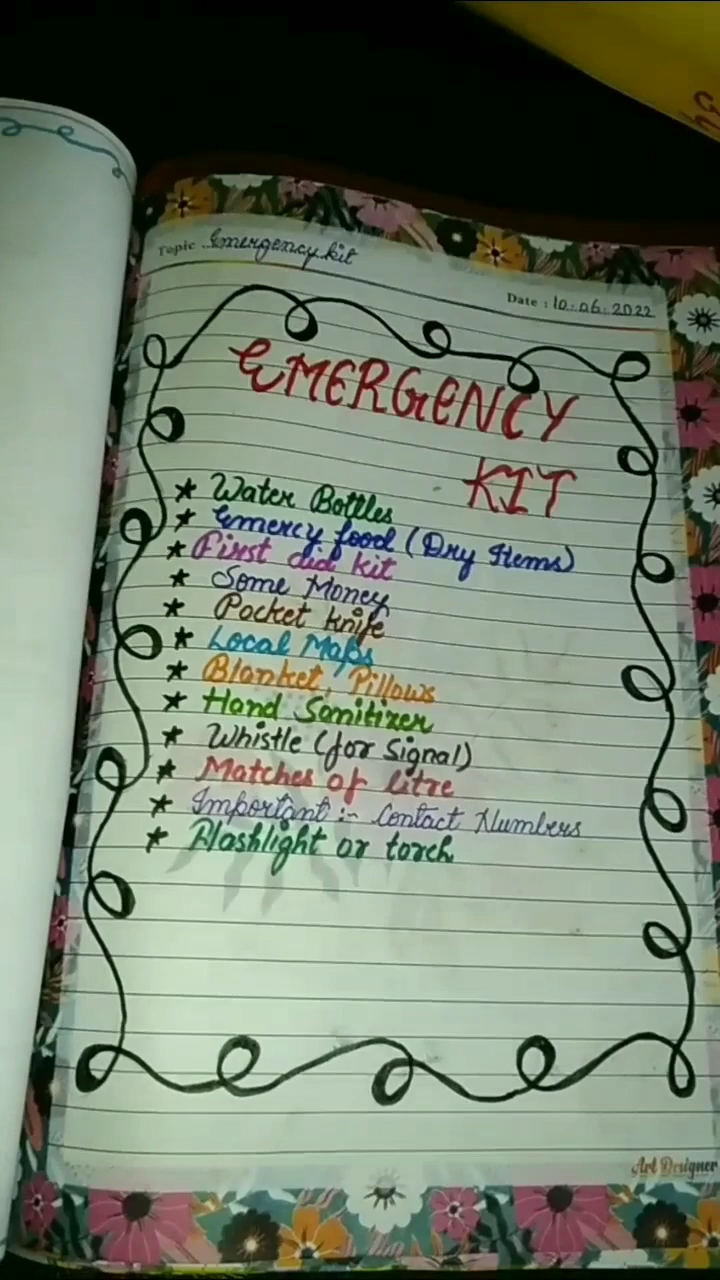 Topic Emergency kit
Date : 10.06.2022
EMERGENCY
KIT
★ Water Bottles
★ Emercy food (Dry Items)
★ First aid kit
★ Some Money
★ Pocket knife
★ Local Maps
★ Blanket, Pillows
★ Hand Sanitizer
★ Whistle (for Signal)
★ Matches of litre
★ Important :- Contact Numbers
★ Flashlight or torch
Art Designer